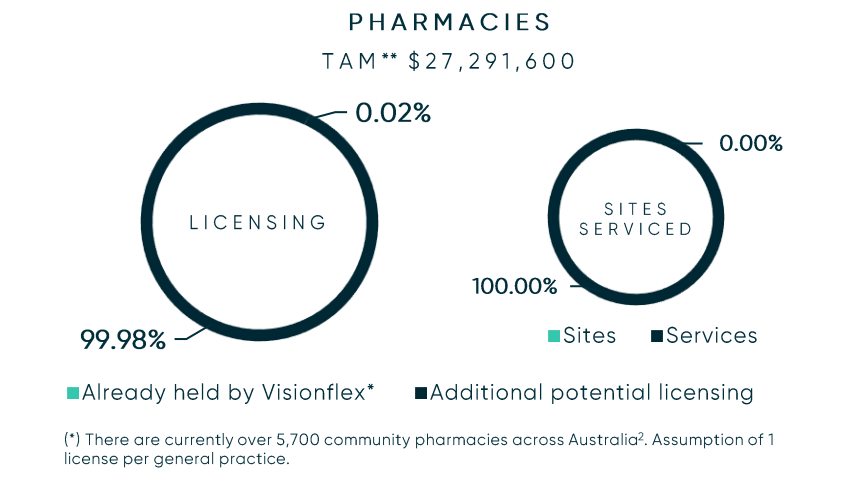 PHARMACIES
TAM** $27,291,600
0.02%
LICENSING
99.98%
0.00%
SITES
SERVICED
100.00%
Sites
Services
Already held by Visionflex*
Additional potential licensing
(*) There are currently over 5,700 community pharmacies across Australia². Assumption of 1
license per general practice.